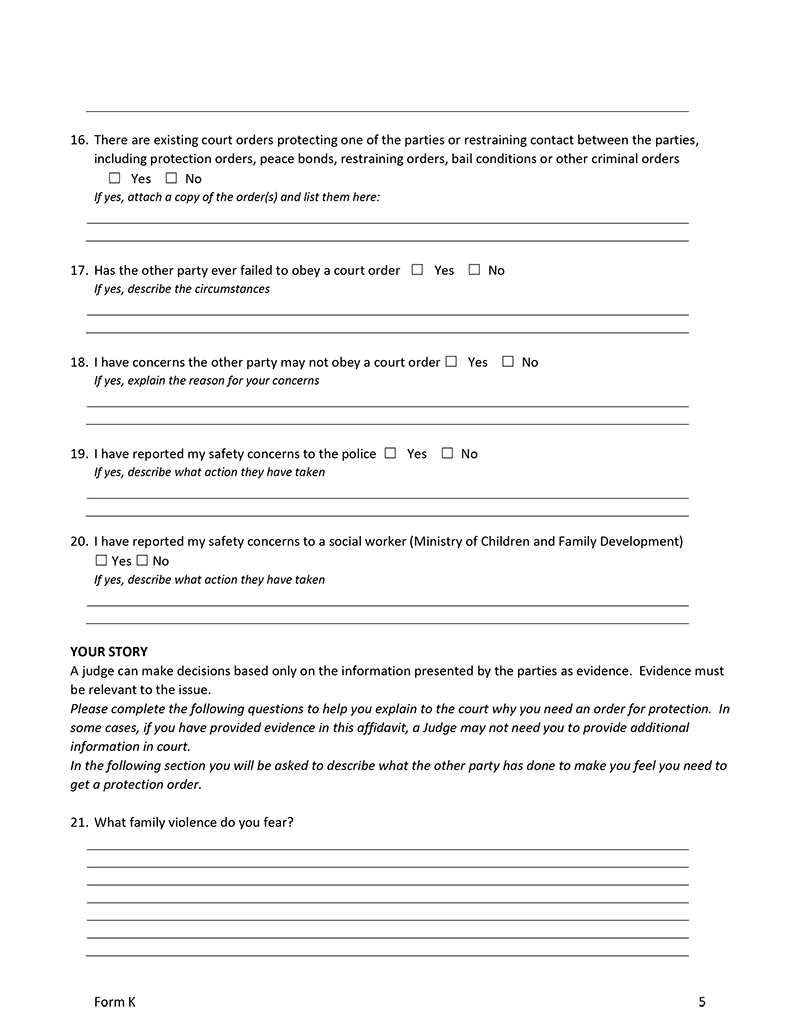 16. There are existing court orders protecting one of the parties or restraining contact between the parties,
including protection orders, peace bonds, restraining orders, bail conditions or other criminal orders
☐ Yes ☐ No
If yes, attach a copy of the order(s) and list them here:
17. Has the other party ever failed to obey a court order ☐ Yes ☐ No
If yes, describe the circumstances
18. I have concerns the other party may not obey a court order ☐ Yes ☐ No
If yes, explain the reason for your concerns
19. I have reported my safety concerns to the police ☐ Yes ☐ No
If yes, describe what action they have taken
20. I have reported my safety concerns to a social worker (Ministry of Children and Family Development)
☐ Yes ☐ No
If yes, describe what action they have taken
YOUR STORY
A judge can make decisions based only on the information presented by the parties as evidence. Evidence must
be relevant to the issue.
Please complete the following questions to help you explain to the court why you need an order for protection. In
some cases, if you have provided evidence in this affidavit, a Judge may not need you to provide additional
information in court.
In the following section you will be asked to describe what the other party has done to make you feel you need to
get a protection order.
21. What family violence do you fear?
Form K 5